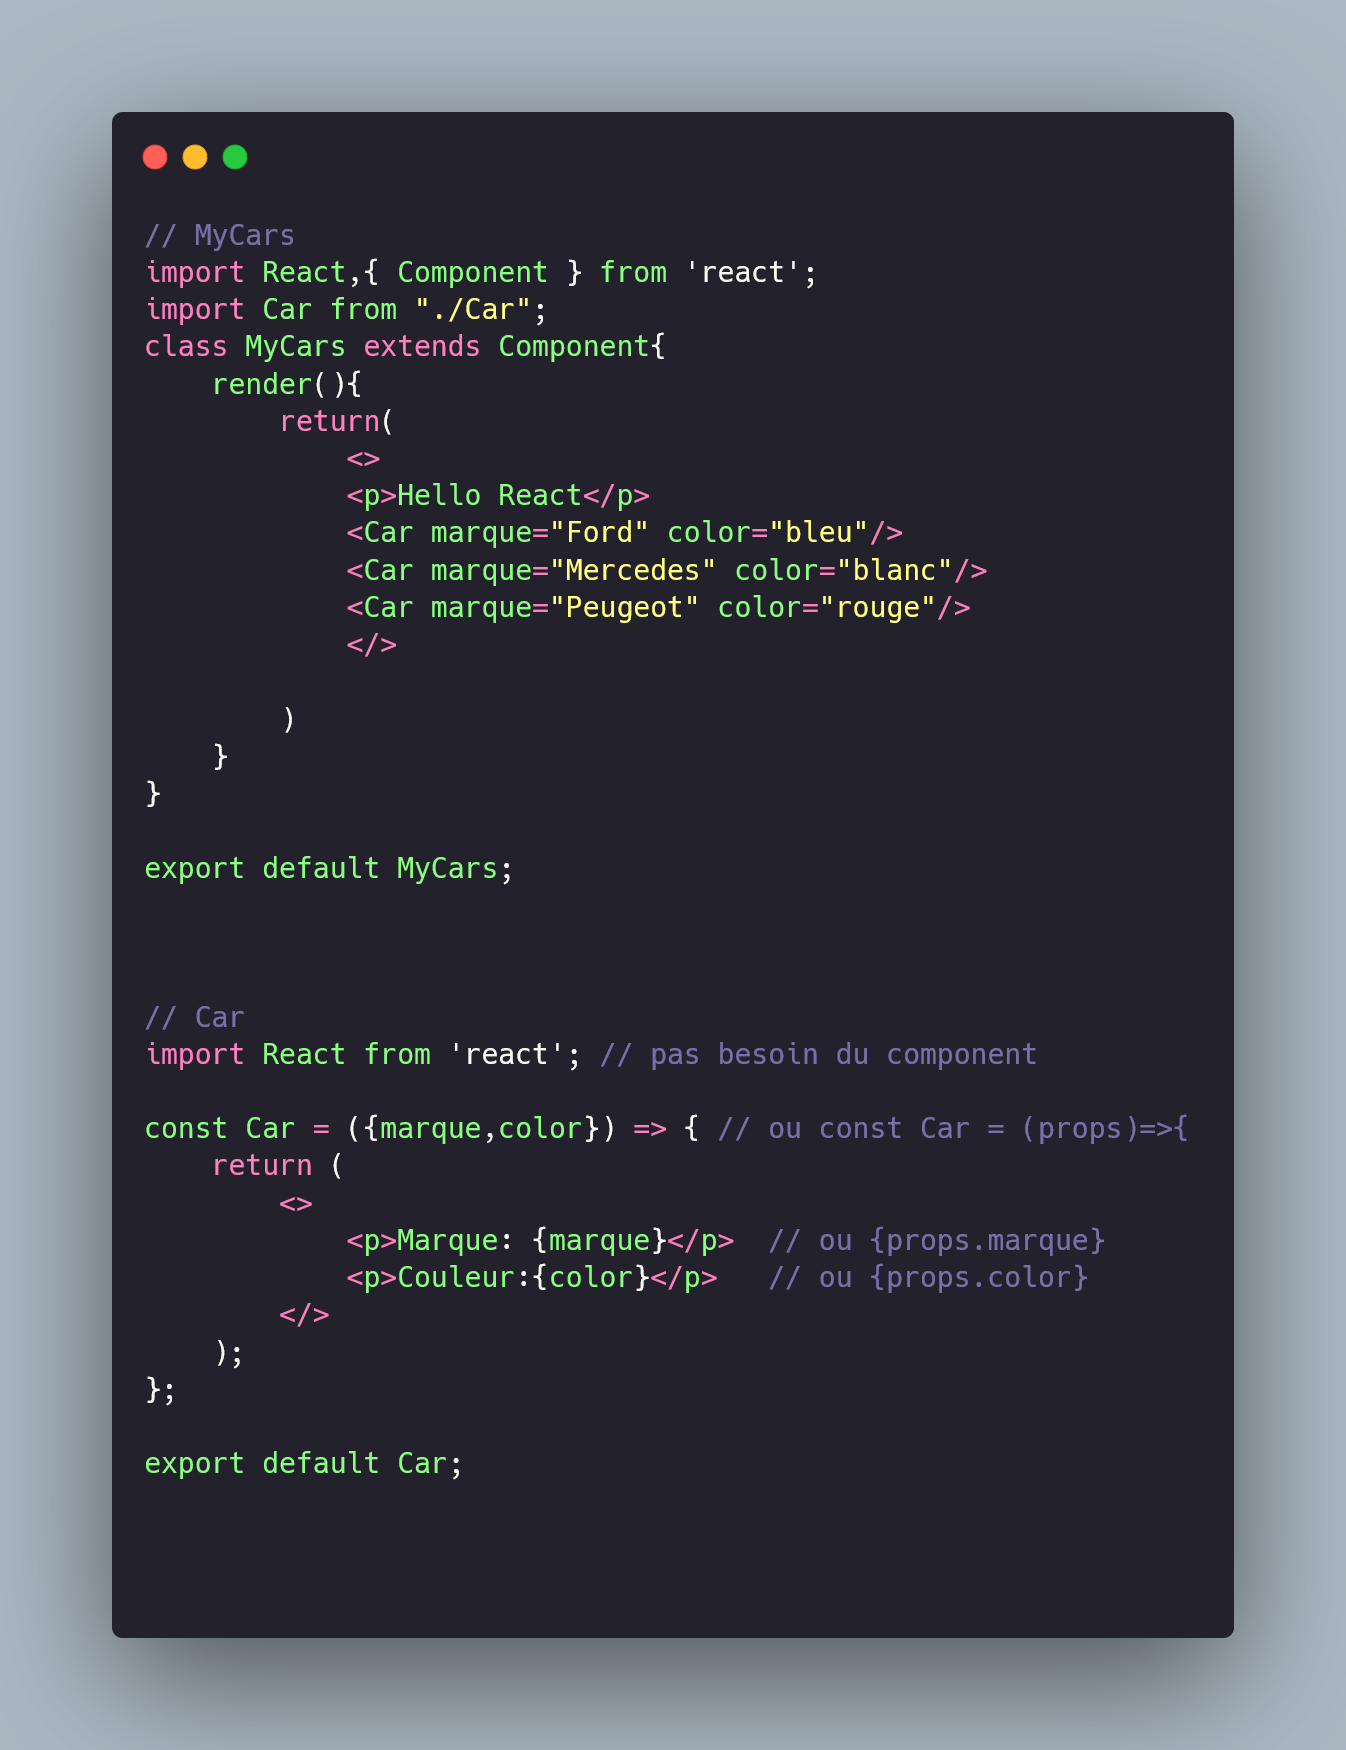 // MyCars
import React,{ Component } from 'react';
import Car from "./Car";
class MyCars extends Component{
    render(){
        return(
            <>
            <p>Hello React</p>
            <Car marque="Ford" color="bleu"/>
            <Car marque="Mercedes" color="blanc"/>
            <Car marque="Peugeot" color="rouge"/>
            </>
        )
    }
}
export default MyCars;
// Car
import React from 'react'; // pas besoin du component
const Car = ({marque,color}) => { // ou const Car = (props)=>{
    return (
        <>
            <p>Marque: {marque}</p>  // ou {props.marque}
            <p>Couleur:{color}</p>   // ou {props.color}
        </>
    );
};
export default Car;